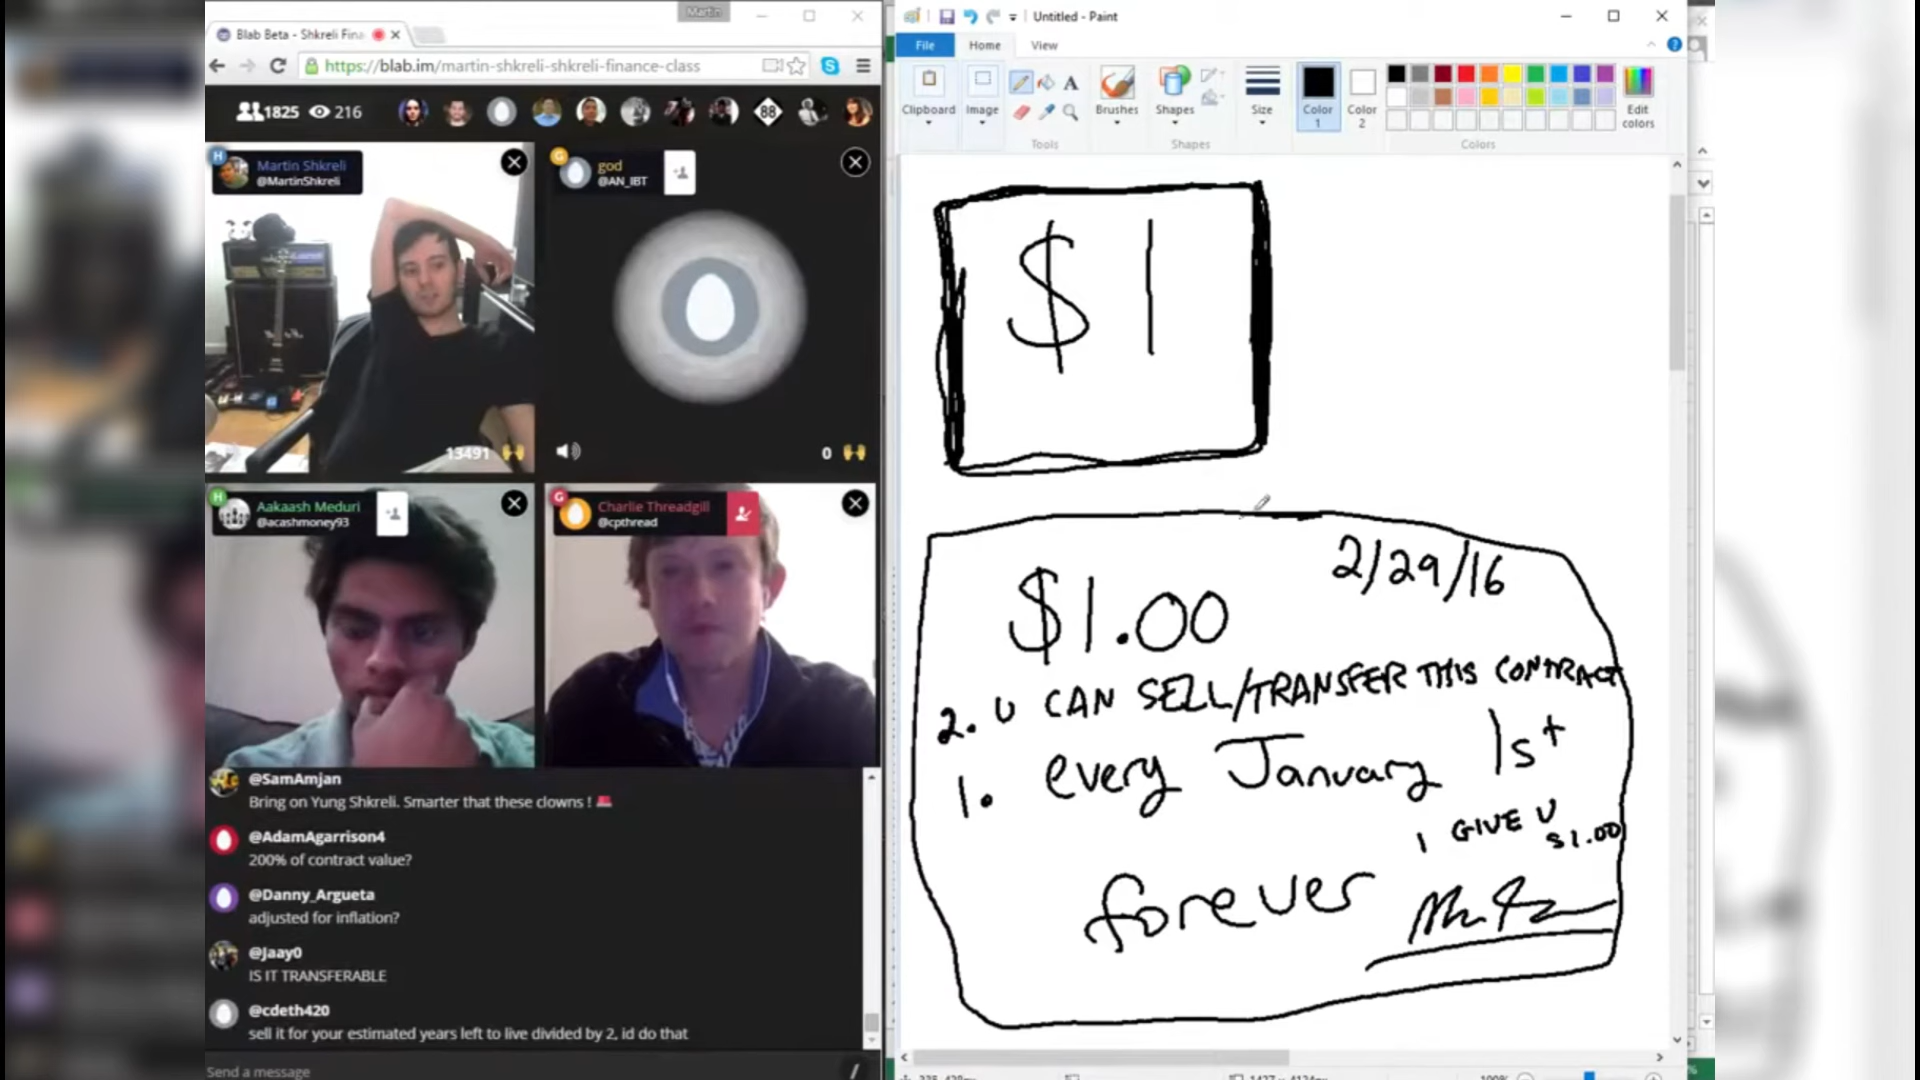 Martin
Blab Beta - Shkreli Fina
https://blab.im/martin-shkreli-shkreli-finance-class
1825 216
88
Martin Shkreli
@MartinShkreli
god
@AN_IBT
13491
0
Aakaash Meduri
@acashmoney93
Charlie Threadgill
@cpthread
@SamAmjan
Bring on Yung Shkreli. Smarter that these clowns !
@AdamAgarrison4
200% of contract value?
@Danny_Argueta
adjusted for inflation?
@Jaay0
IS IT TRANSFERABLE
@cdeth420
sell it for your estimated years left to live divided by 2, id do that
Send a message
Untitled - Paint
File Home View
Clipboard Image Brushes Shapes Size Color 1 Color 2 Edit colors
Tools Shapes Colors
$ 1
2/29/16
$1.00
2. U CAN SELL/TRANSFER THIS CONTRACT
1. every January 1st
I GIVE U
$1.00
forever
100%